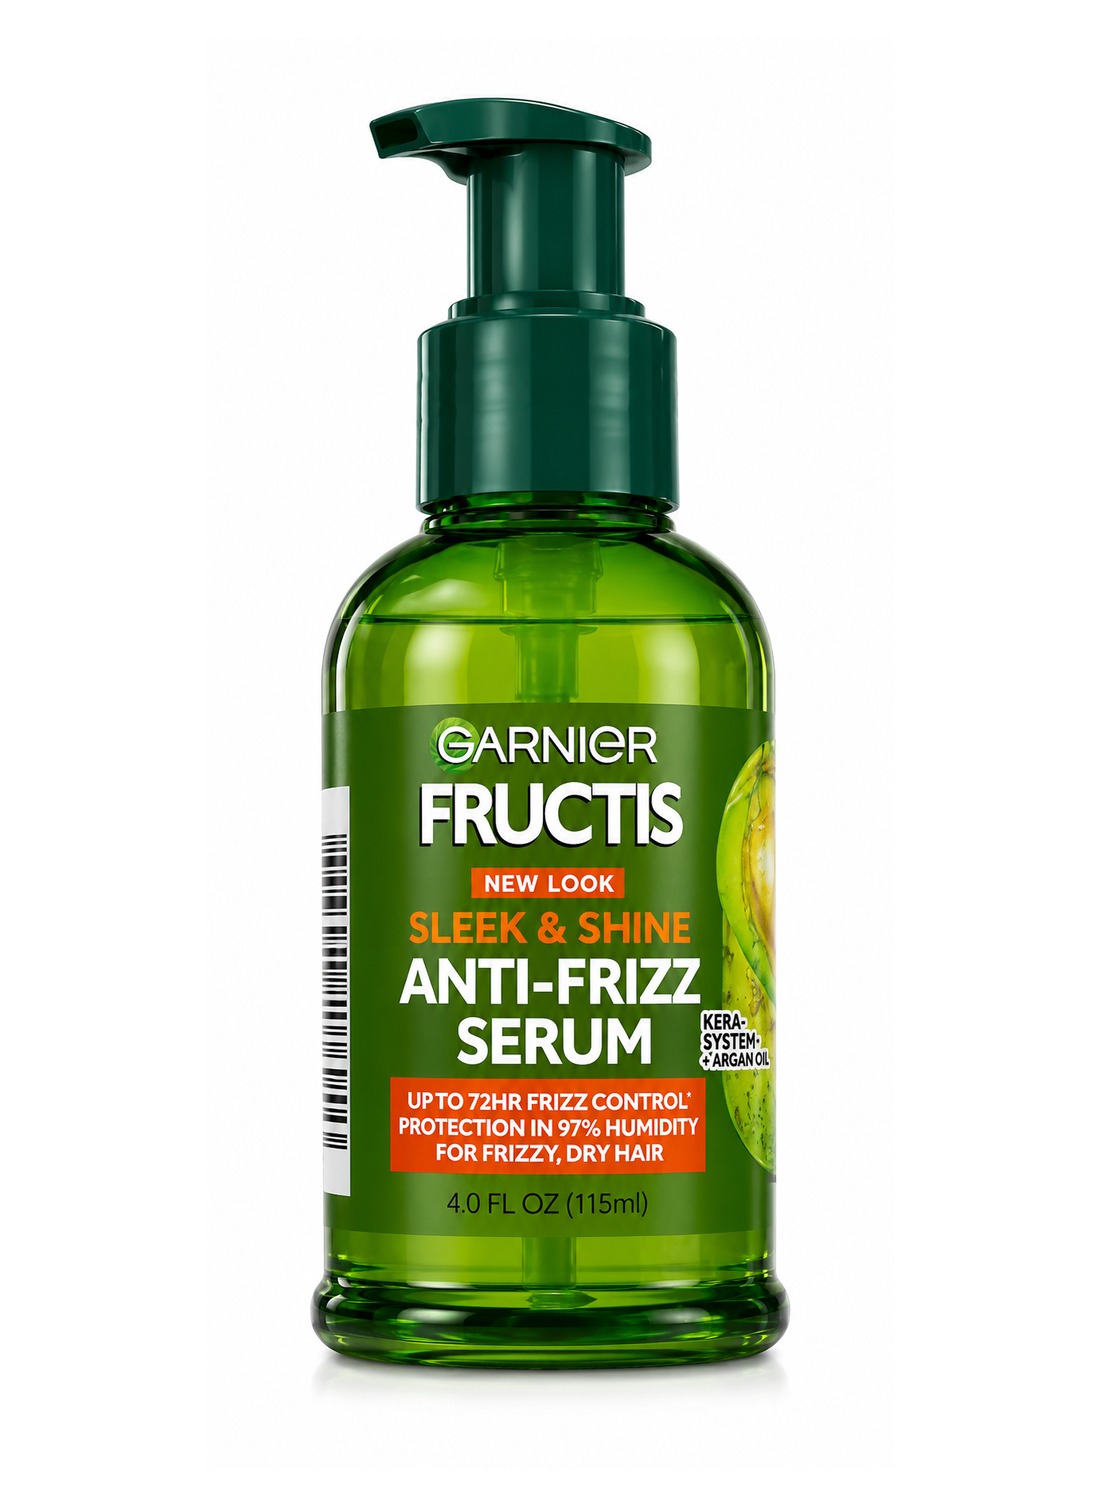 GARNIER
FRUCTIS
NEW LOOK
SLEEK & SHINE
ANTI-FRIZZ
SERUM
KERA-
SYSTEM-
+ ARGAN OIL
UP TO 72HR FRIZZ CONTROL*
PROTECTION IN 97% HUMIDITY
FOR FRIZZY, DRY HAIR
4.0 FL OZ (115ml)